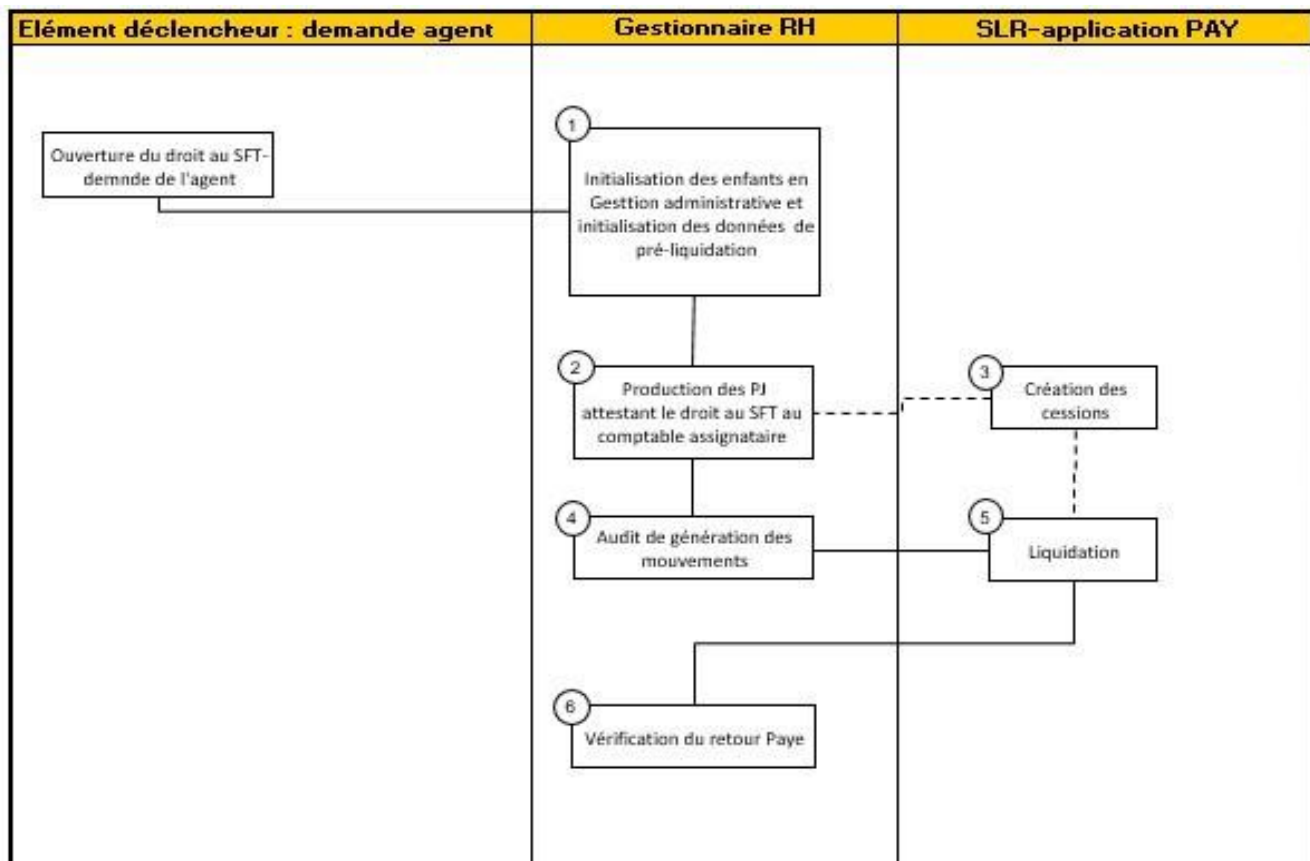 Elément déclencheur : demande agent
Gestionnaire RH
SLR-application PAY
Ouverture du droit au SFT-
demnde de l'agent
1
Initialisation des enfants en
Gesttion administrative et
initialisation des données de
pré-liquidation
2
Production des PJ
attestant le droit au SFT au
comptable assignataire
3
Création des
cessions
4
Audit de génération des
mouvements
5
Liquidation
6
Vérification du retour Paye